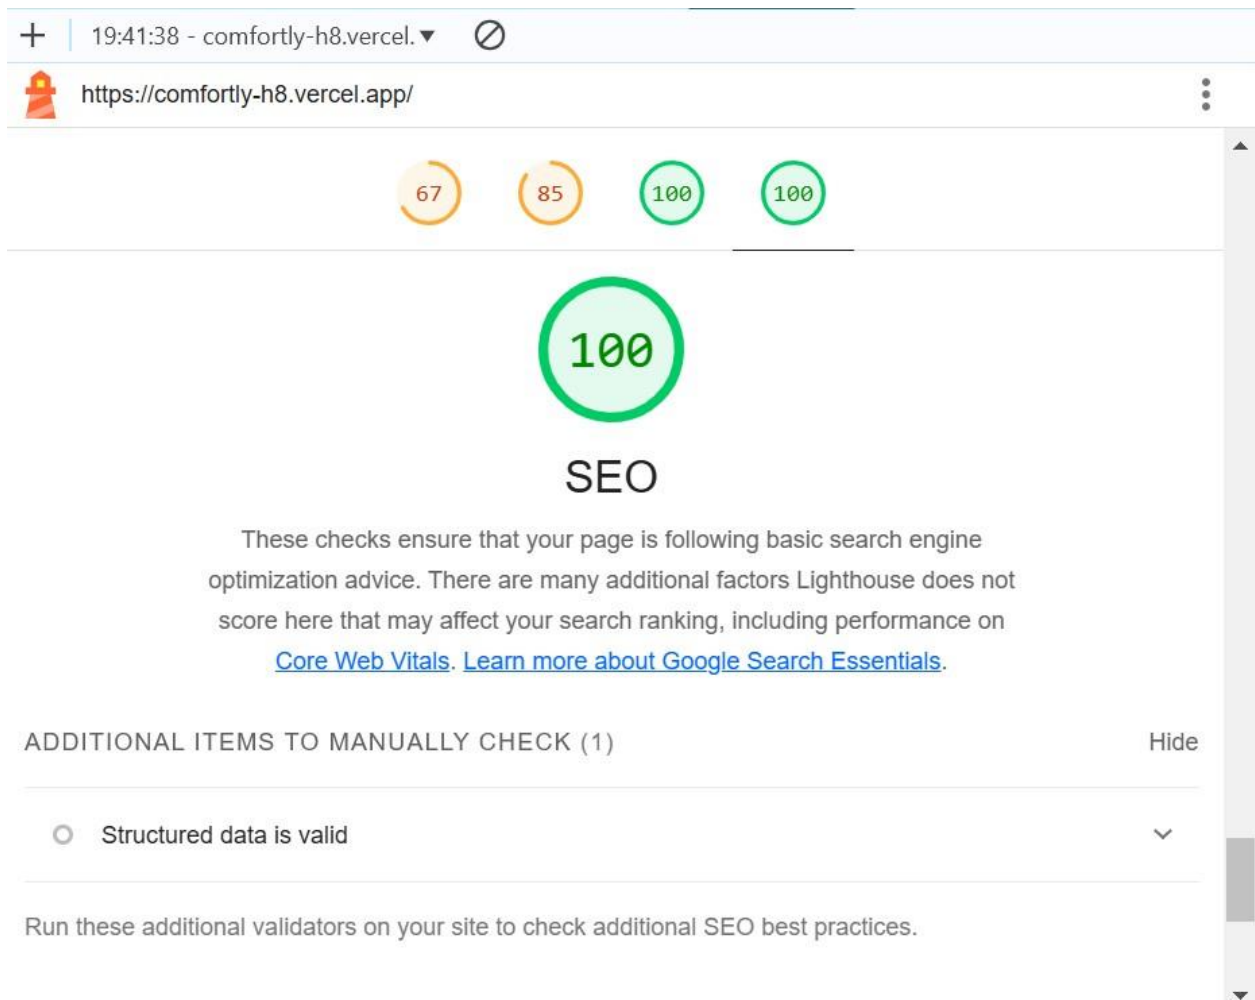 19:41:38 - comfortly-h8.vercel.
https://comfortly-h8.vercel.app/
67 85 100 100
100
SEO
These checks ensure that your page is following basic search engine
optimization advice. There are many additional factors Lighthouse does not
score here that may affect your search ranking, including performance on
Core Web Vitals. Learn more about Google Search Essentials.
ADDITIONAL ITEMS TO MANUALLY CHECK (1) Hide
Structured data is valid
Run these additional validators on your site to check additional SEO best practices.